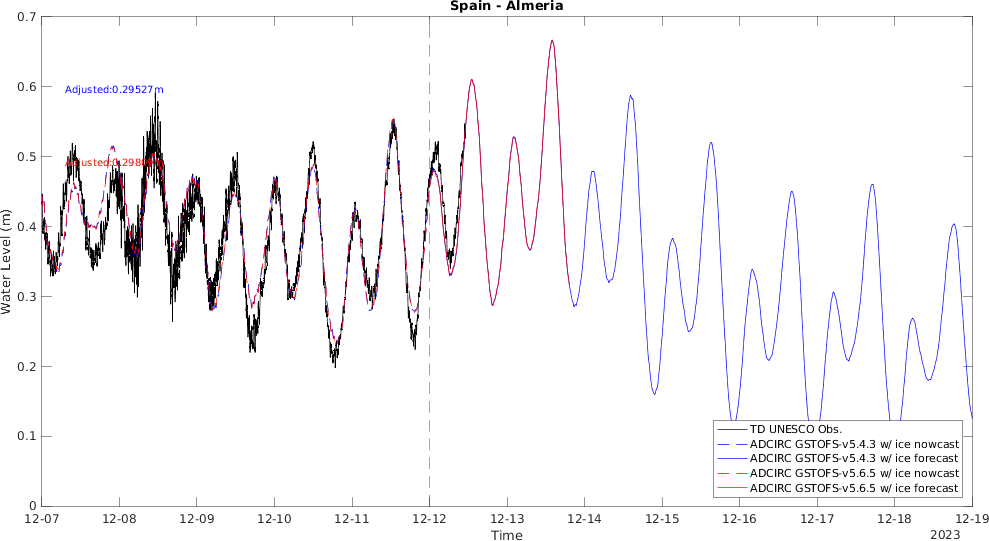 Spain - Almeria
0.7
0.6
0.5
0.4
0.3
0.2
0.1
0
Water Level (m)
Adjusted:0.29527m
Adjusted:0.298
TD UNESCO Obs.
ADCIRC GSTOFS-v5.4.3 w/ ice nowcast
ADCIRC GSTOFS-v5.4.3 w/ ice forecast
ADCIRC GSTOFS-v5.6.5 w/ ice nowcast
ADCIRC GSTOFS-v5.6.5 w/ ice forecast
12-07 12-08 12-09 12-10 12-11 12-12 12-13 12-14 12-15 12-16 12-17 12-18 12-19
Time
2023